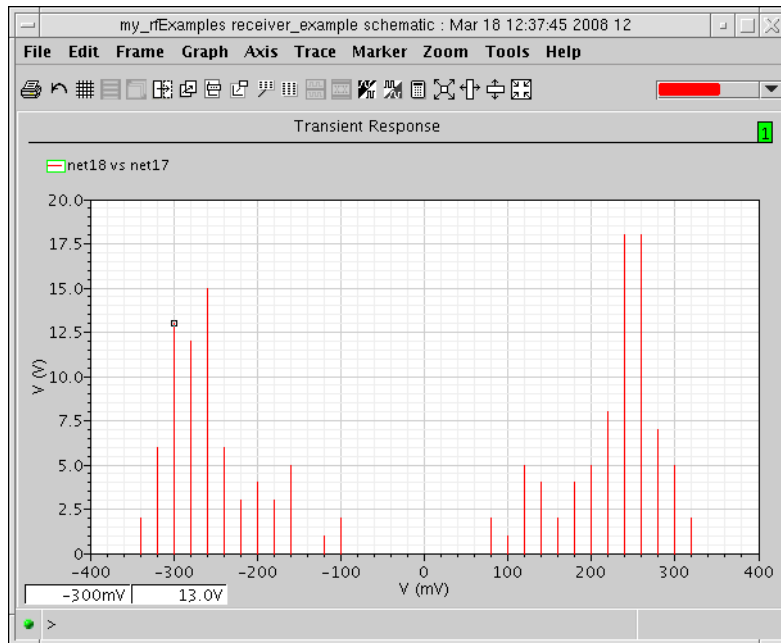 my_rfExamples receiver_example schematic : Mar 18 12:37:45 2008 12
File Edit Frame Graph Axis Trace Marker Zoom Tools Help
Transient Response
1
net18 vs net17
20.0
17.5
15.0
12.5
10.0
7.5
5.0
2.5
0
V (V)
-400 -300 -200 -100 0 100 200 300 400
V (mV)
-300mV 13.0V
>